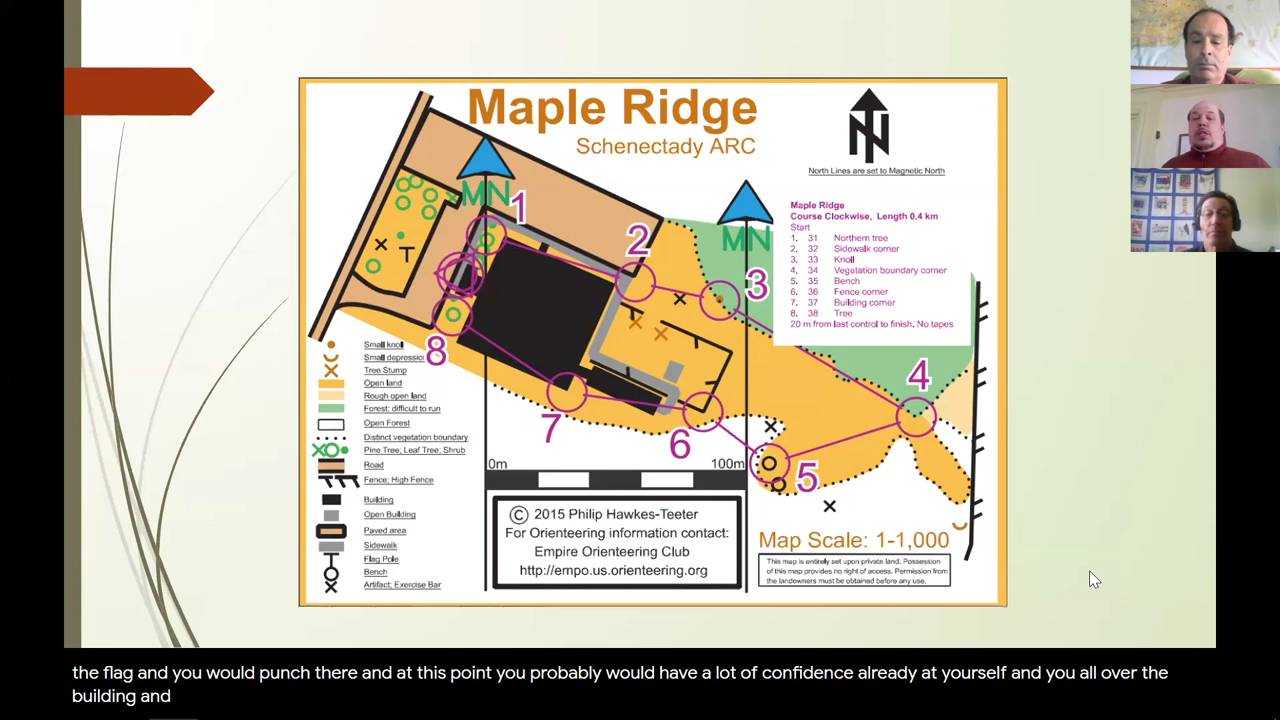 Maple Ridge
Schenectady ARC
N
North Lines are set to Magnetic North
MN
MN
1
2
3
4
5
6
7
8
Maple Ridge
Course Clockwise, Length 0.4 km
Start
1. 31 Northern tree
2. 32 Sidewalk corner
3. 33 Knoll
4. 34 Vegetation boundary corner
5. 35 Bench
6. 36 Fence corner
7. 37 Building corner
8. 38 Tree
20 m from last control to finish. No tapes
Small knoll
Small depression
Tree Stump
Open land
Rough open land
Forest: difficult to run
Open Forest
Distinct vegetation boundary
Pine Tree; Leaf Tree; Shrub
Road
Fence; High Fence
Building
Open Building
Paved area
Sidewalk
Flag Pole
Bench
Artifact; Exercise Bar
0m 100m
© 2015 Philip Hawkes-Teeter
For Orienteering information contact:
Empire Orienteering Club
http://empo.us.orienteering.org
Map Scale: 1-1,000
This map is entirely set upon private land. Possession
of this map provides no right of access. Permission from
the landowners must be obtained before any use.
the flag and you would punch there and at this point you probably would have a lot of confidence already at yourself and you all over the
building and